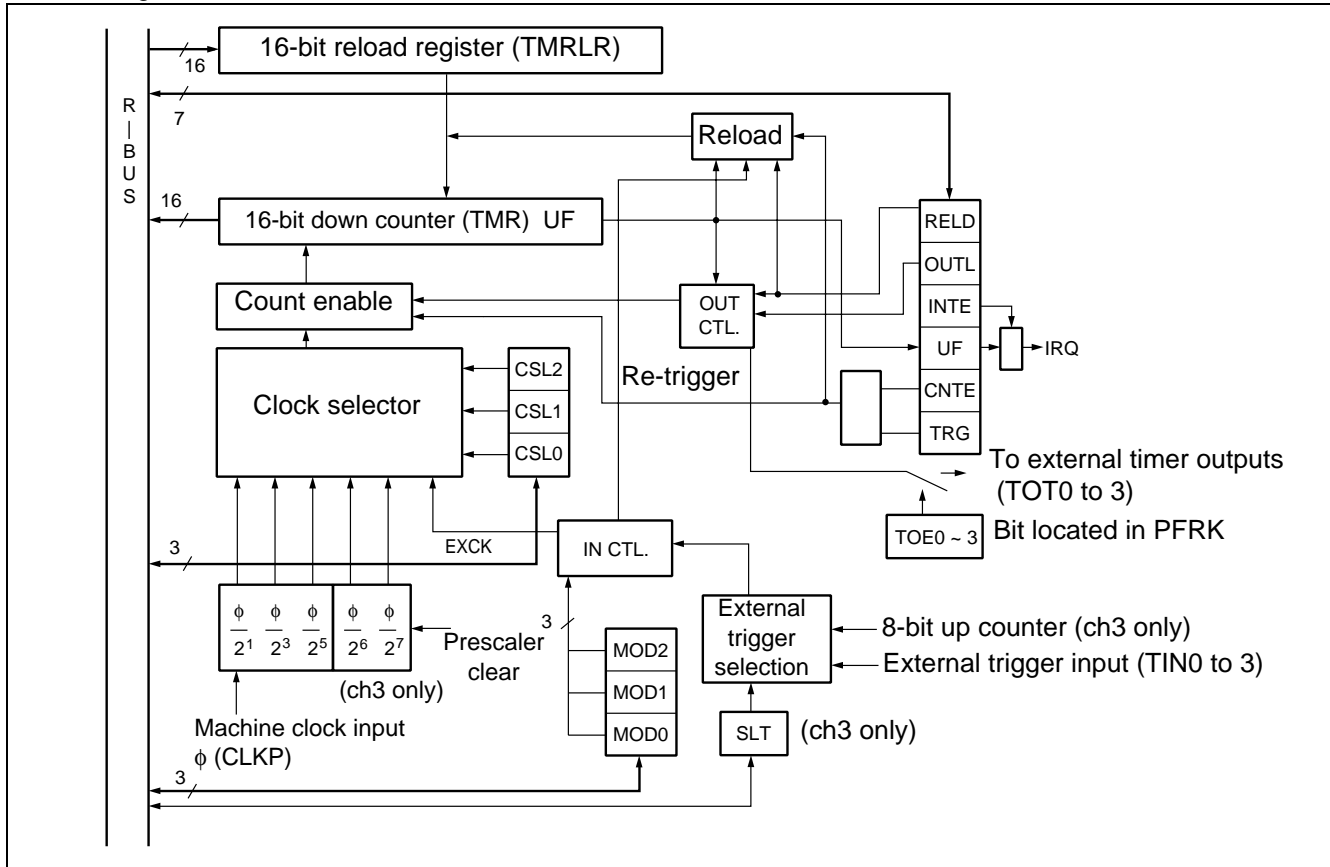 16-bit reload register (TMRLR)
16
R
|
B
U
S
7
Reload
16
16-bit down counter (TMR) UF
RELD
OUTL
INTE
UF
CNTE
TRG
IRQ
Count enable
OUT
CTL.
Re-trigger
Clock selector
CSL2
CSL1
CSL0
To external timer outputs
(TOT0 to 3)
TOE0 ~ 3
Bit located in PFRK
3
EXCK
IN CTL.
φ/2¹ φ/2³ φ/2⁵ φ/2⁶ φ/2⁷
(ch3 only)
Prescaler
clear
3
MOD2
MOD1
MOD0
External
trigger
selection
8-bit up counter (ch3 only)
External trigger input (TIN0 to 3)
SLT
(ch3 only)
Machine clock input
φ (CLKP)
3